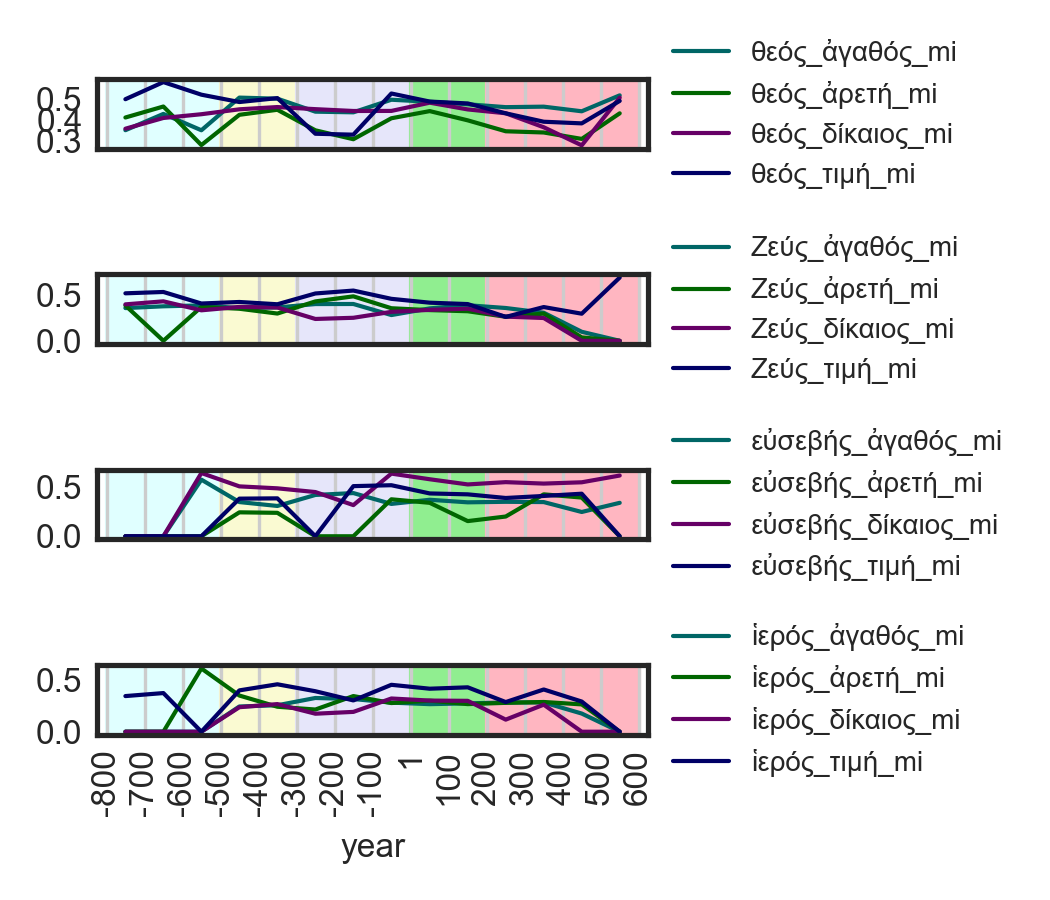 θεός_ἀγαθός_mi
θεός_ἀρετή_mi
θεός_δίκαιος_mi
θεός_τιμή_mi
0.5
0.4
0.3
Ζεύς_ἀγαθός_mi
Ζεύς_ἀρετή_mi
Ζεύς_δίκαιος_mi
Ζεύς_τιμή_mi
0.5
0.0
εὐσεβής_ἀγαθός_mi
εὐσεβής_ἀρετή_mi
εὐσεβής_δίκαιος_mi
εὐσεβής_τιμή_mi
0.5
0.0
ἱερός_ἀγαθός_mi
ἱερός_ἀρετή_mi
ἱερός_δίκαιος_mi
ἱερός_τιμή_mi
0.5
0.0
-800 -700 -600 -500 -400 -300 -200 -100 1 100 200 300 400 500 600
year